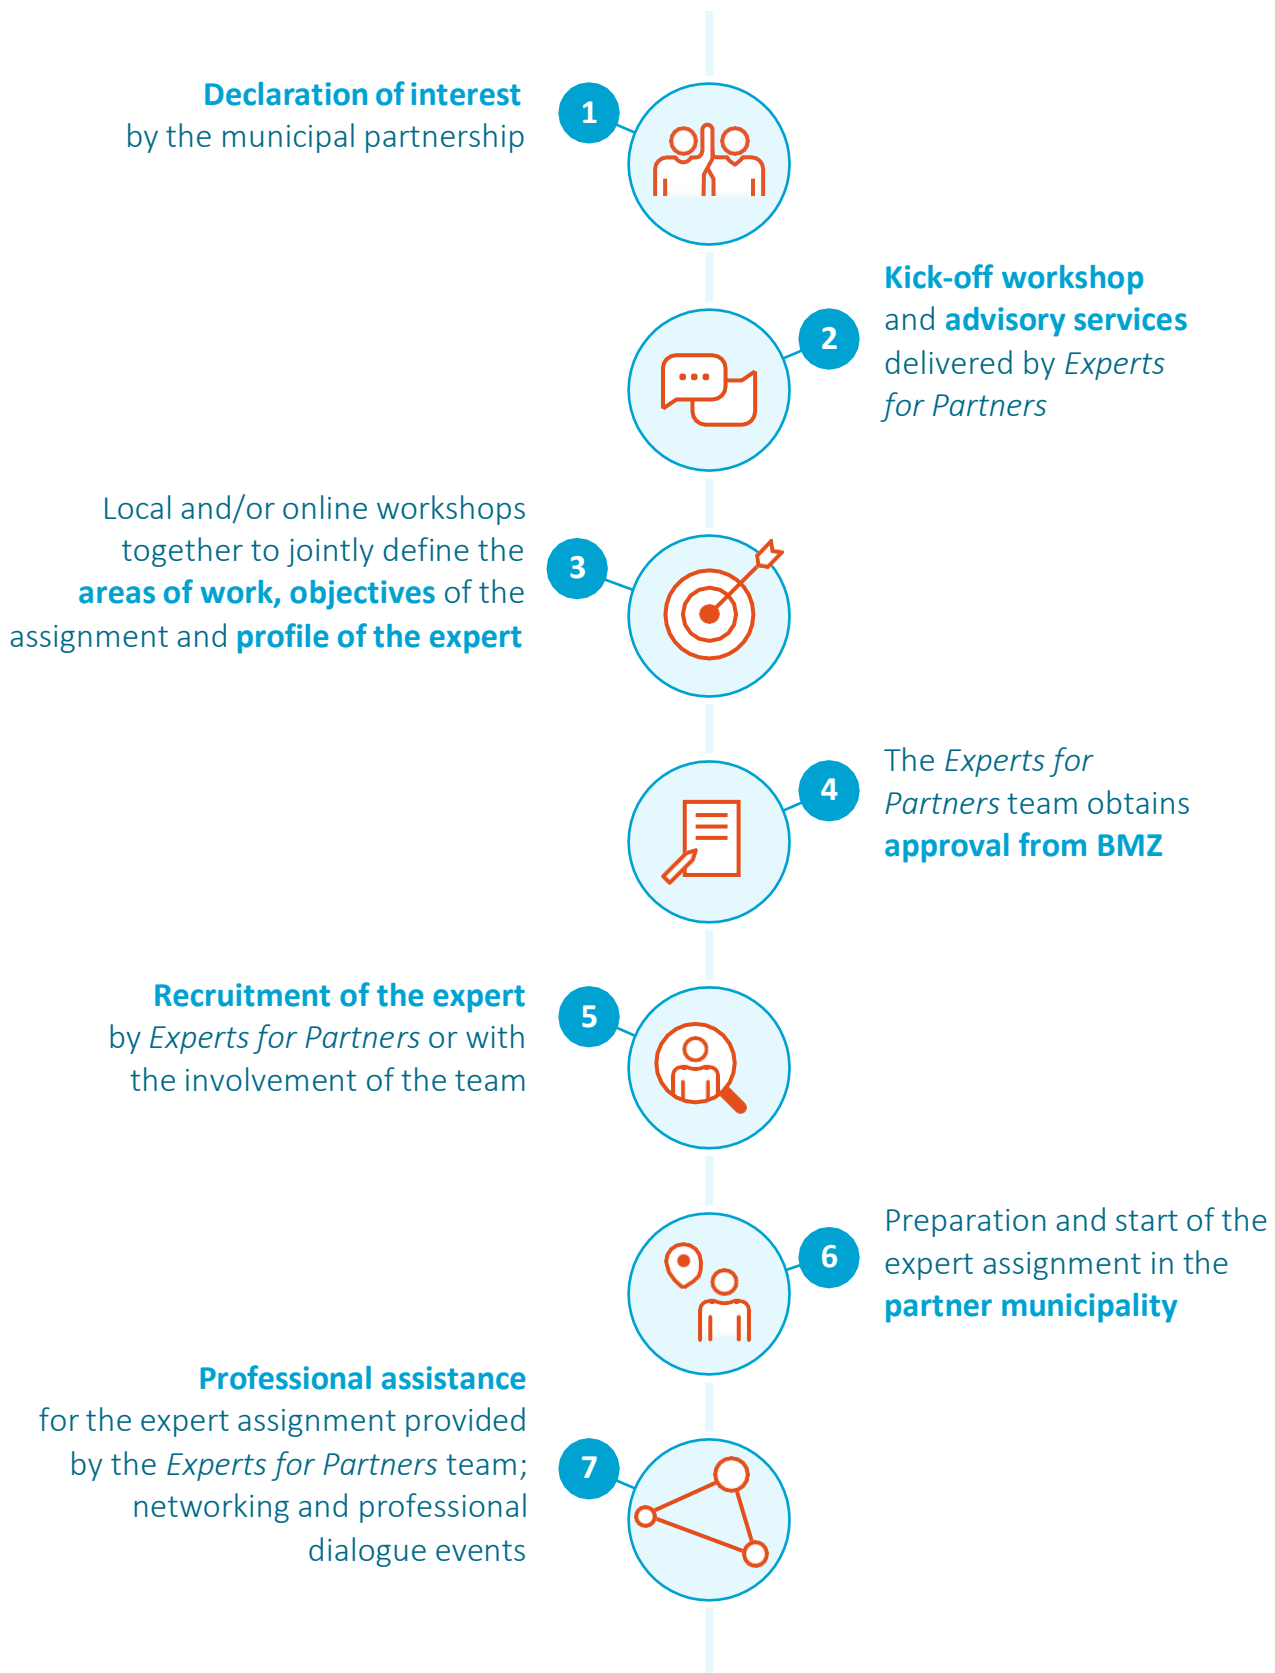 1
Declaration of interest
by the municipal partnership
2
Kick-off workshop
and advisory services
delivered by Experts
for Partners
3
Local and/or online workshops
together to jointly define the
areas of work, objectives of the
assignment and profile of the expert
4
The Experts for
Partners team obtains
approval from BMZ
5
Recruitment of the expert
by Experts for Partners or with
the involvement of the team
6
Preparation and start of the
expert assignment in the
partner municipality
7
Professional assistance
for the expert assignment provided
by the Experts for Partners team;
networking and professional
dialogue events